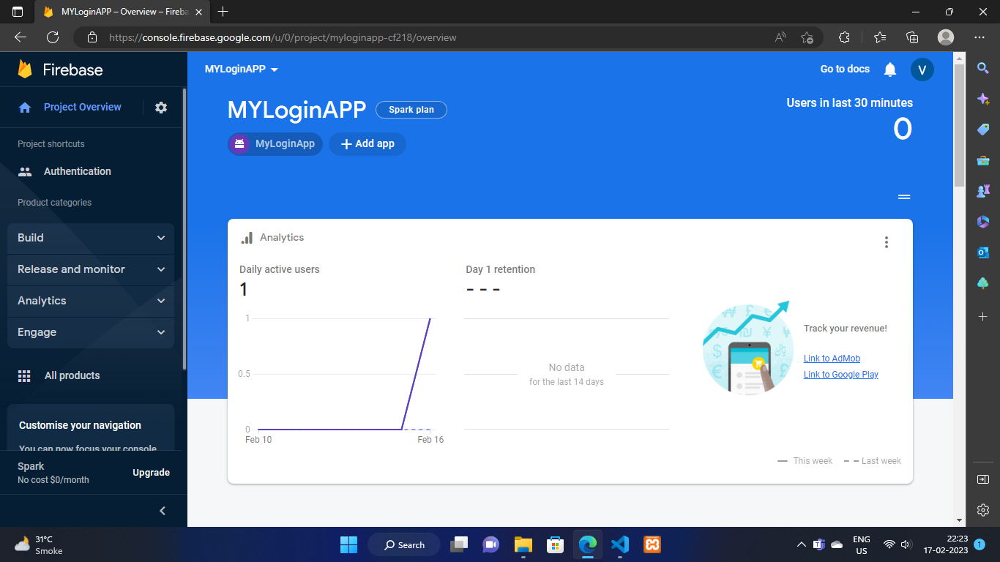 MYLoginAPP – Overview – Fireba
https://console.firebase.google.com/u/0/project/myloginapp-cf218/overview
Firebase
MYLoginAPP
Go to docs
V
Project Overview
MYLoginAPP
Spark plan
Users in last 30 minutes
0
MyLoginApp
Add app
Project shortcuts
Authentication
Product categories
Build
Release and monitor
Analytics
Engage
All products
Customise your navigation
You can now focus your console
Spark
No cost $0/month
Upgrade
Analytics
Daily active users
1
Day 1 retention
- - -
1
0.5
0
Feb 10
Feb 16
No data
for the last 14 days
Track your revenue!
Link to AdMob
Link to Google Play
This week
Last week
31°C
Smoke
Search
ENG
US
22:23
17-02-2023
1